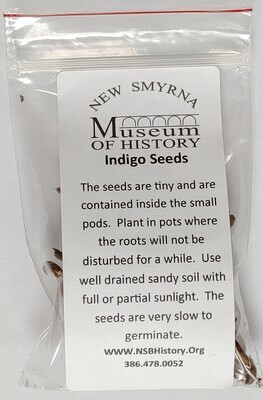 NEW SMYRNA
Museum
OF HISTORY
Indigo Seeds
The seeds are tiny and are
contained inside the small
pods. Plant in pots where
the roots will not be
disturbed for a while. Use
well drained sandy soil with
full or partial sunlight. The
seeds are very slow to
germinate.
www.NSBHistory.Org
386.478.0052